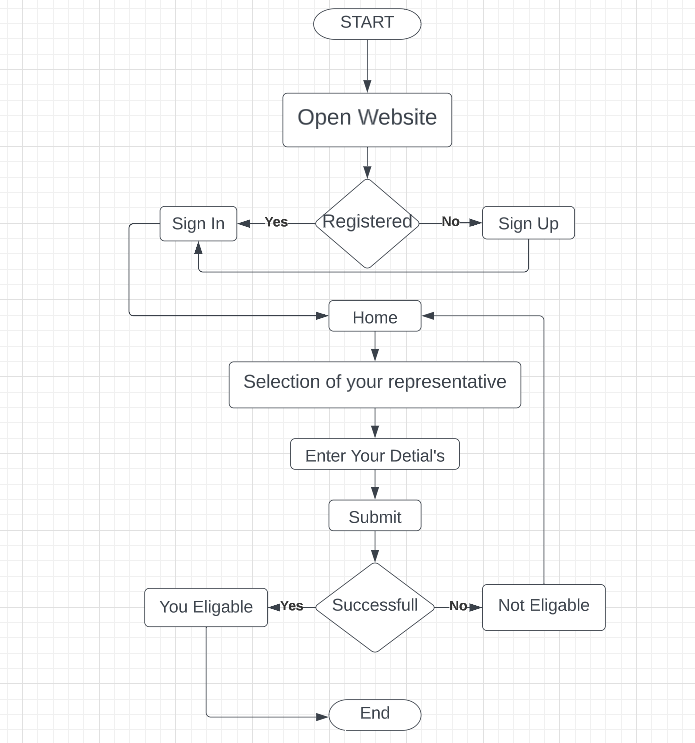 START
Open Website
Registered
Yes
No
Sign In
Sign Up
Home
Selection of your representative
Enter Your Detial's
Submit
Successfull
Yes
No
You Eligable
Not Eligable
End